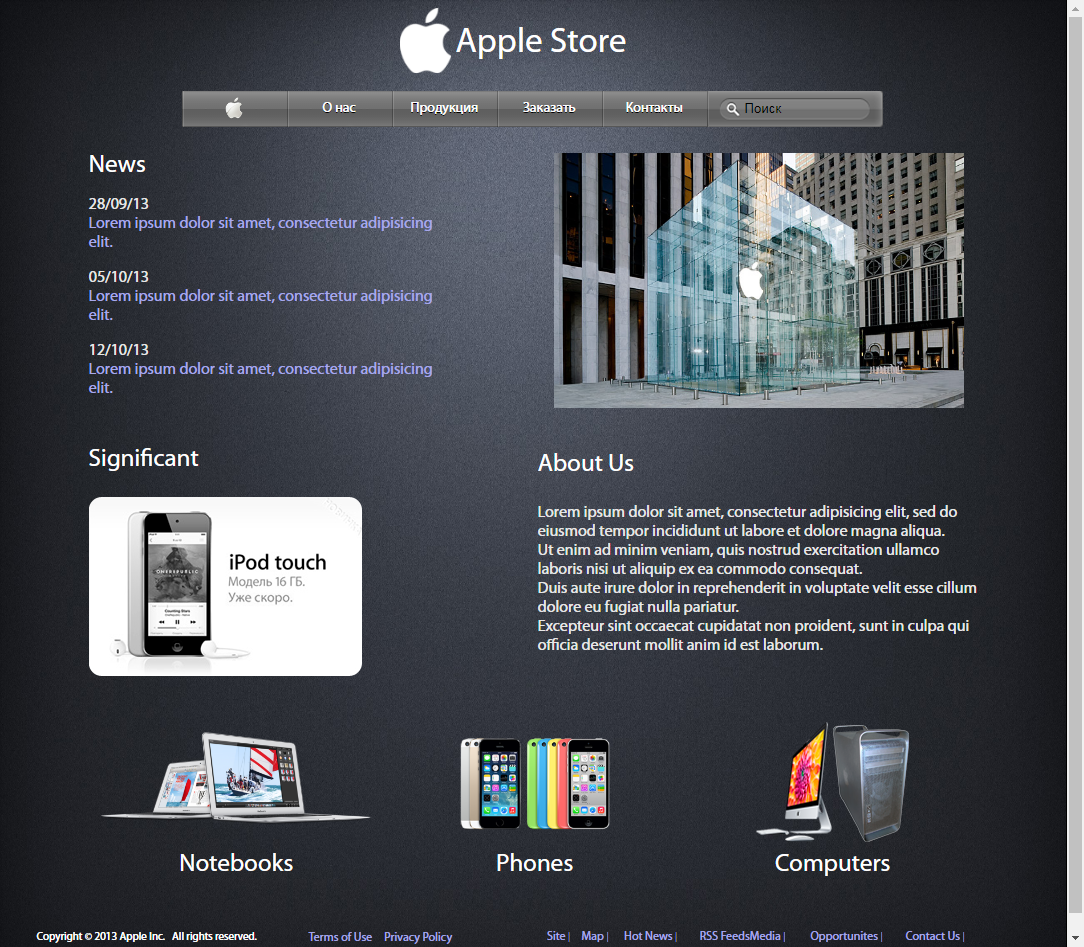 Apple Store
О нас
Продукция
Заказать
Контакты
Поиск
News
28/09/13
Lorem ipsum dolor sit amet, consectetur adipisicing
elit.
05/10/13
Lorem ipsum dolor sit amet, consectetur adipisicing
elit.
12/10/13
Lorem ipsum dolor sit amet, consectetur adipisicing
elit.
Significant
iPod touch
Модель 16 ГБ.
Уже скоро.
About Us
Lorem ipsum dolor sit amet, consectetur adipisicing elit, sed do
eiusmod tempor incididunt ut labore et dolore magna aliqua.
Ut enim ad minim veniam, quis nostrud exercitation ullamco
laboris nisi ut aliquip ex ea commodo consequat.
Duis aute irure dolor in reprehenderit in voluptate velit esse cillum
dolore eu fugiat nulla pariatur.
Excepteur sint occaecat cupidatat non proident, sunt in culpa qui
officia deserunt mollit anim id est laborum.
Notebooks
Phones
Computers
Copyright © 2013 Apple Inc. All rights reserved.
Terms of Use
Privacy Policy
Site |
Map |
Hot News |
RSS FeedsMedia |
Opportunites |
Contact Us |